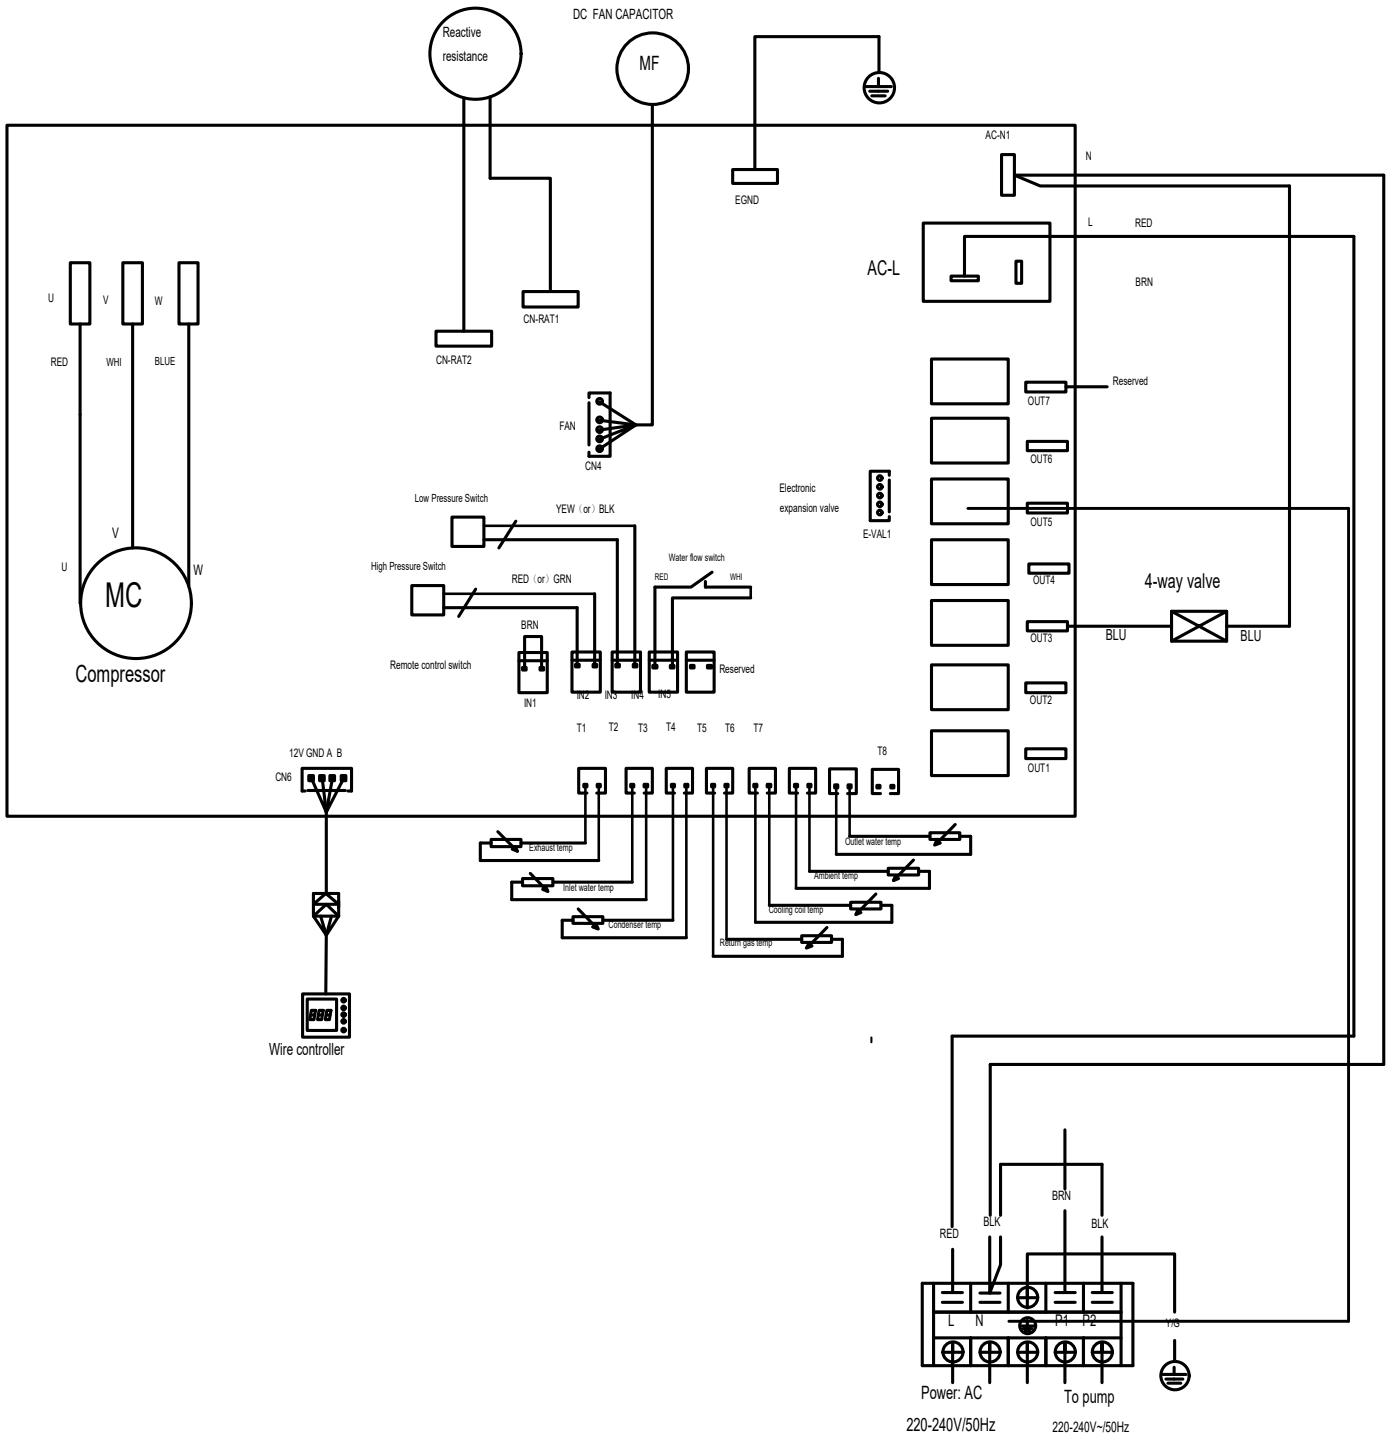 DC FAN CAPACITOR
Reactive
resistance
MF
AC-N1
N
EGND
L
RED
AC-L
BRN
U
V
W
CN-RAT1
CN-RAT2
RED
WHI
BLUE
Reserved
OUT7
FAN
CN4
OUT6
Low Pressure Switch
YEW（or）BLK
Electronic
expansion valve
E-VAL1
OUT5
V
U
W
MC
Compressor
High Pressure Switch
RED（or）GRN
Water flow switch
RED
WHI
OUT4
4-way valve
BRN
BLU
BLU
OUT3
Remote control switch
Reserved
IN1
IN2
IN3
IN4
IN5
OUT2
T1
T2
T3
T4
T5
T6
T7
T8
OUT1
12V GND A B
CN6
Exhaust temp
Outlet water temp
Inlet water temp
Ambient temp
Condenser temp
Cooling coil temp
Return gas temp
888
Wire controller
BRN
RED
BLK
BLK
L
N
P1
P2
Y/G
Power: AC
To pump
220-240V/50Hz
220-240V~/50Hz